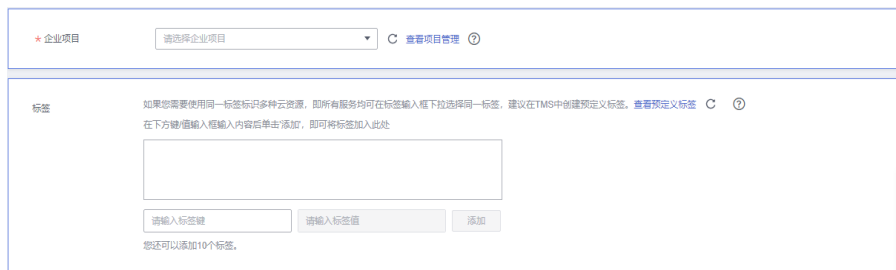 * 企业项目 请选择企业项目 查看项目管理
标签 如果您需要使用同一标签标识多种云资源，即所有服务均可在标签输入框下拉选择同一标签，建议在TMS中创建预定义标签。查看预定义标签
在下方键/值输入框输入内容后单击'添加'，即可将标签加入此处
请输入标签键 请输入标签值 添加
您还可以添加10个标签。